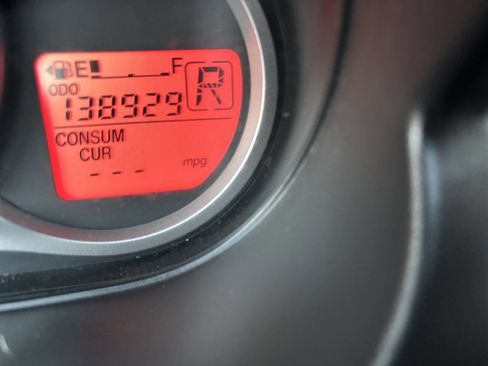 E F
ODO
138929 R
CONSUM
CUR
--- mpg